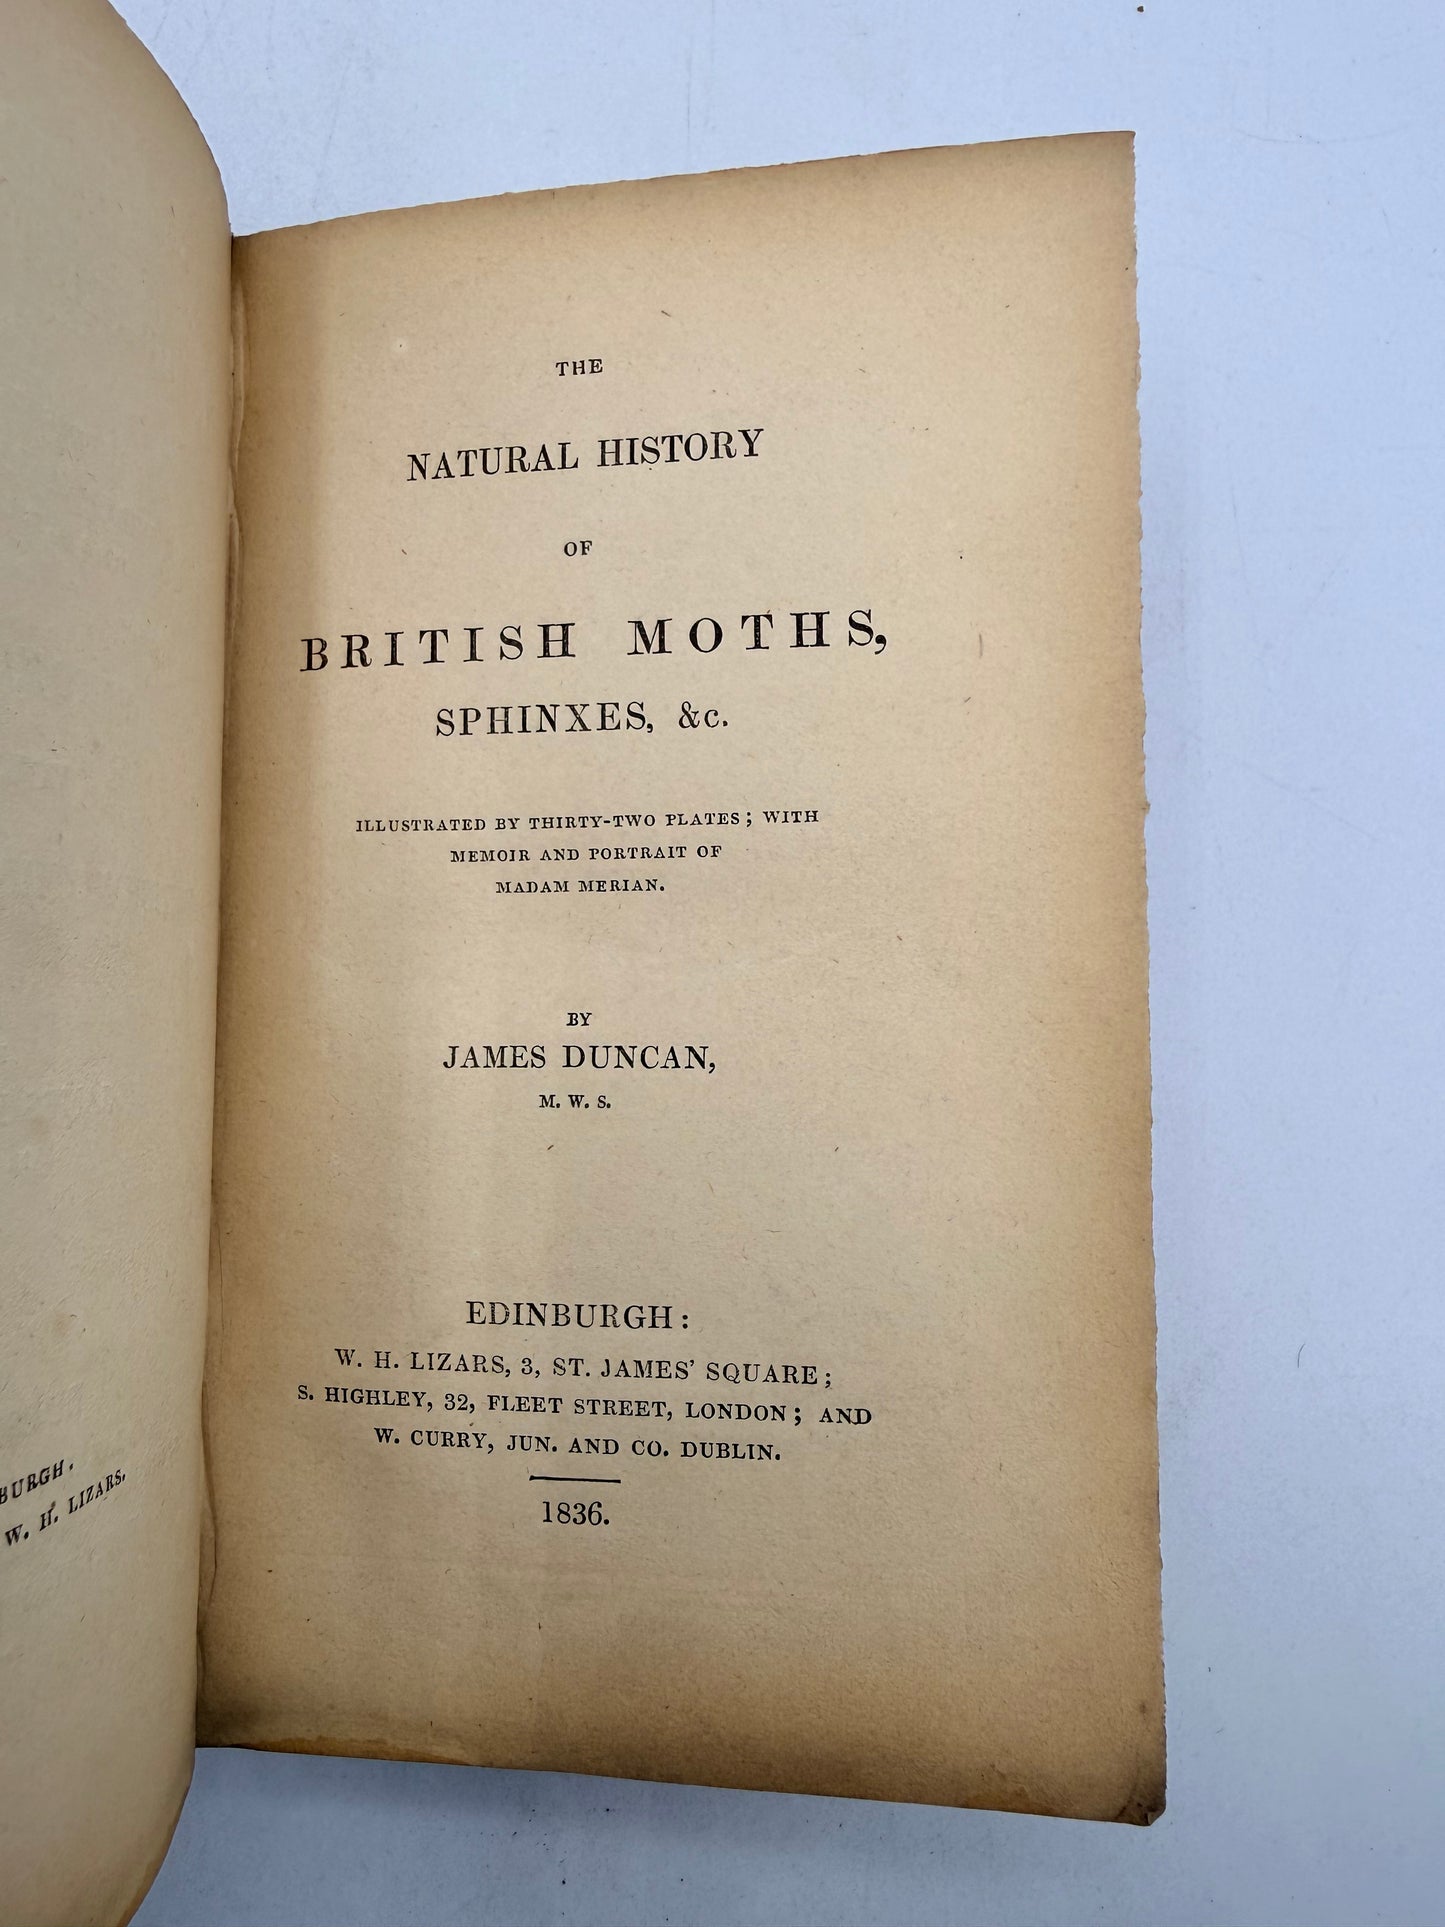 BURGH.
W. H. LIZARS.
THE
NATURAL HISTORY
OF
BRITISH MOTHS,
SPHINXES, &c.
ILLUSTRATED BY THIRTY-TWO PLATES; WITH
MEMOIR AND PORTRAIT OF
MADAM MERIAN.
BY
JAMES DUNCAN,
M. W. S.
EDINBURGH:
W. H. LIZARS, 3, ST. JAMES' SQUARE;
S. HIGHLEY, 32, FLEET STREET, LONDON; AND
W. CURRY, JUN. AND CO. DUBLIN.
1836.